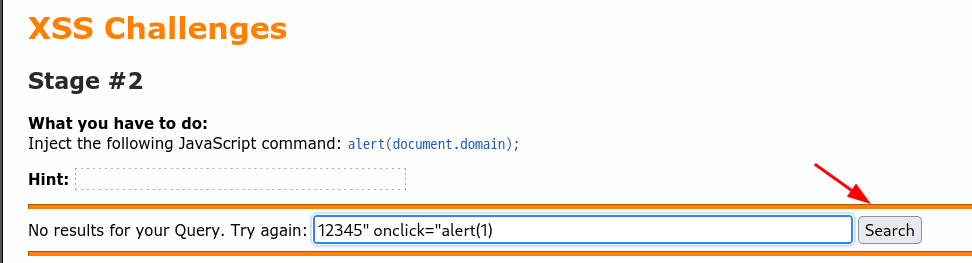 XSS Challenges
Stage #2
What you have to do:
Inject the following JavaScript command: alert(document.domain);
Hint:
No results for your Query. Try again: 12345" onclick="alert(1) Search